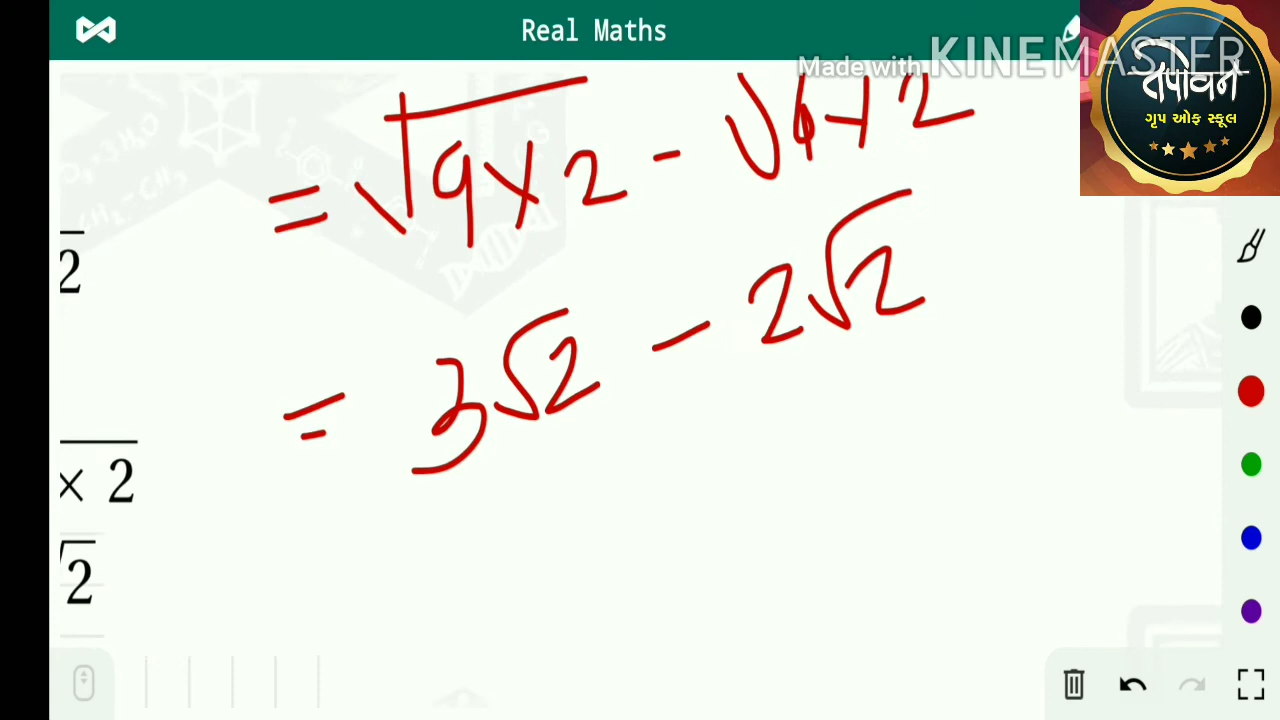 Real Maths
Made with KINEMASTER
તપોવન
ગૃપ ઓફ સ્કૂલ
= √9×2 - √4×2
2
= 3√2 - 2√2
× 2
√2